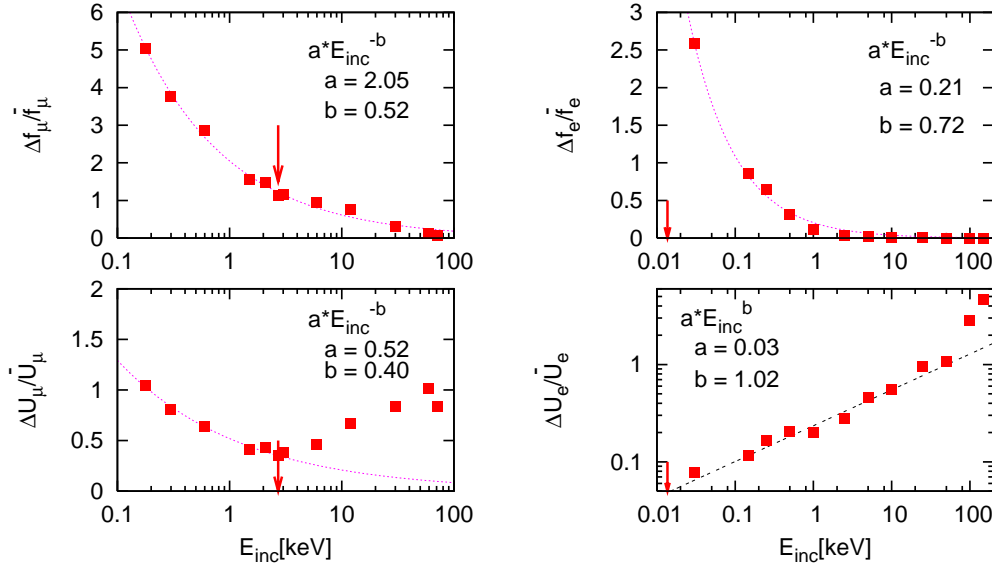 6
5
4
3
2
1
0
0.1 1 10 100
Δf_μ/f̄_μ
a*E_inc^-b
a = 2.05
b = 0.52
3
2.5
2
1.5
1
0.5
0
0.01 0.1 1 10 100
Δf_e/f̄_e
a*E_inc^-b
a = 0.21
b = 0.72
2
1.5
1
0.5
0
0.1 1 10 100
ΔU_μ/Ū_μ
a*E_inc^-b
a = 0.52
b = 0.40
E_inc[keV]
1
0.1
0.01 0.1 1 10 100
ΔU_e/Ū_e
a*E_inc^b
a = 0.03
b = 1.02
E_inc[keV]